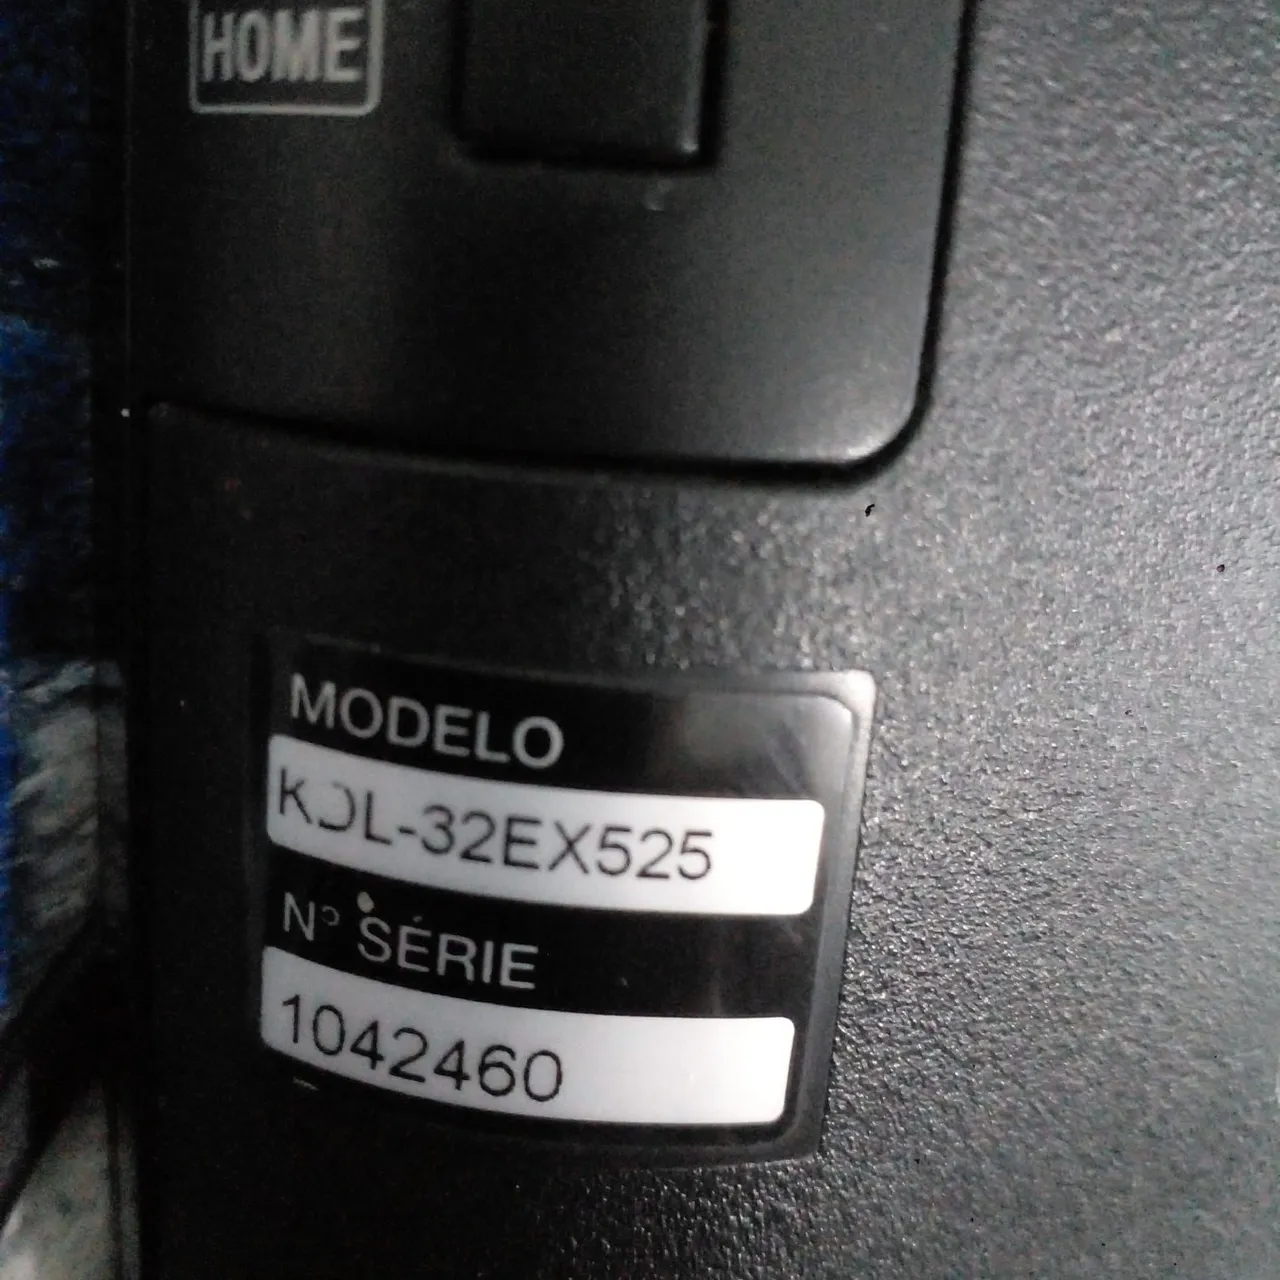 HOME
MODELO
KDL-32EX525
Nº SÉRIE
1042460